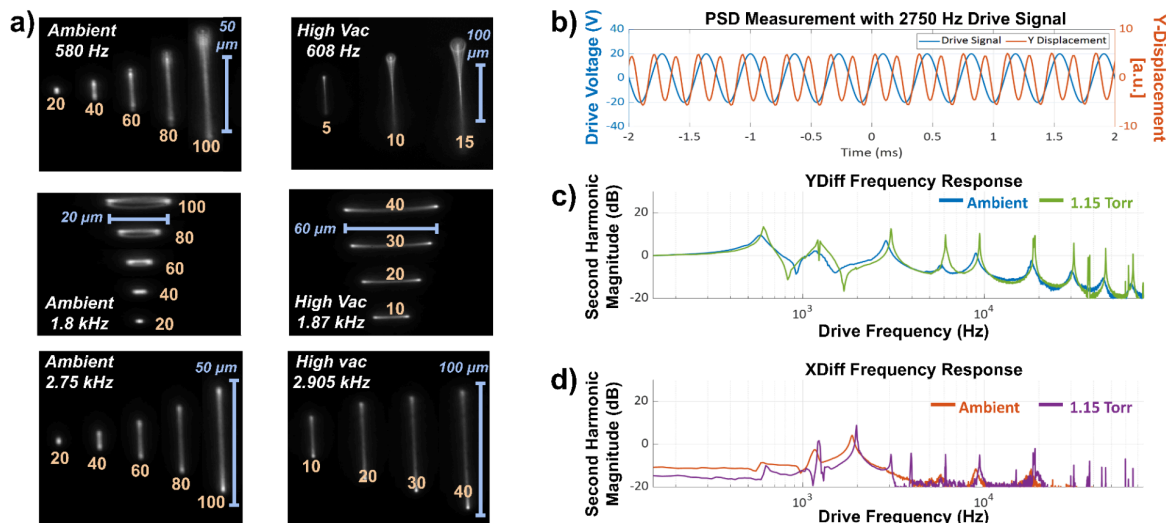 a)
Ambient
580 Hz
50
µm
20
40
60
80
100
High Vac
608 Hz
100
µm
5
10
15
20 µm
100
80
60
40
20
Ambient
1.8 kHz
60 µm
40
30
20
10
High Vac
1.87 kHz
Ambient
2.75 kHz
50 µm
20
40
60
80
100
High vac
2.905 kHz
100 µm
10
20
30
40
b)
PSD Measurement with 2750 Hz Drive Signal
Drive Signal
Y Displacement
Drive Voltage (V)
40
20
0
-20
-40
Y-Displacement
[a.u.]
10
5
0
-5
-10
-2
-1.5
-1
-0.5
0
0.5
1
1.5
2
Time (ms)
c)
YDiff Frequency Response
Ambient
1.15 Torr
Second Harmonic
Magnitude (dB)
20
0
-20
10³
10⁴
Drive Frequency (Hz)
d)
XDiff Frequency Response
Ambient
1.15 Torr
Second Harmonic
Magnitude (dB)
20
0
-20
10³
10⁴
Drive Frequency (Hz)